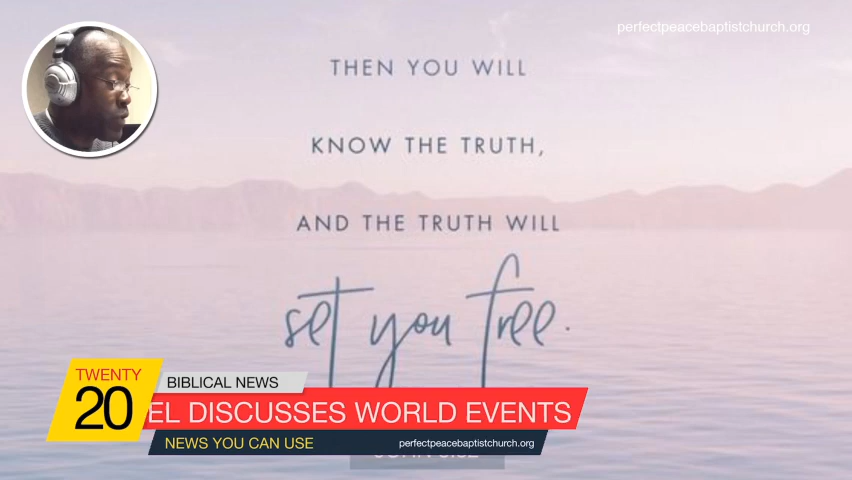 perfectpeacebaptistchurch.org
THEN YOU WILL
KNOW THE TRUTH,
AND THE TRUTH WILL
set you free.
TWENTY
20
BIBLICAL NEWS
EL DISCUSSES WORLD EVENTS
NEWS YOU CAN USE
perfectpeacebaptistchurch.org